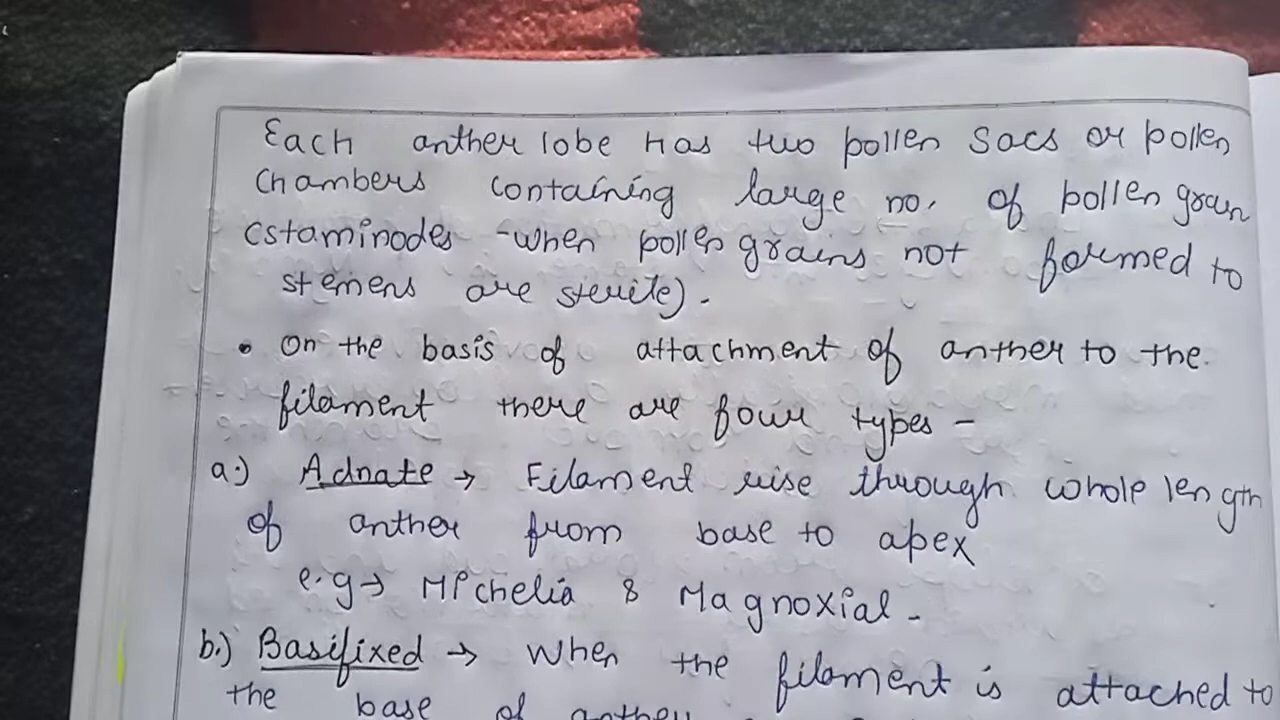 Each anther lobe has two pollen sacs or pollen
chambers containing large no. of pollen grain
(staminodes - when pollen grains not formed to
stemens are sterile).
• On the basis of attachment of anther to the
filament there are four types -
a.) Adnate → Filament rise through whole length
of anther from base to apex
e.g → Michelia & Magnoxial -
b.) Basifixed → When the filament is attached to
the base of anther